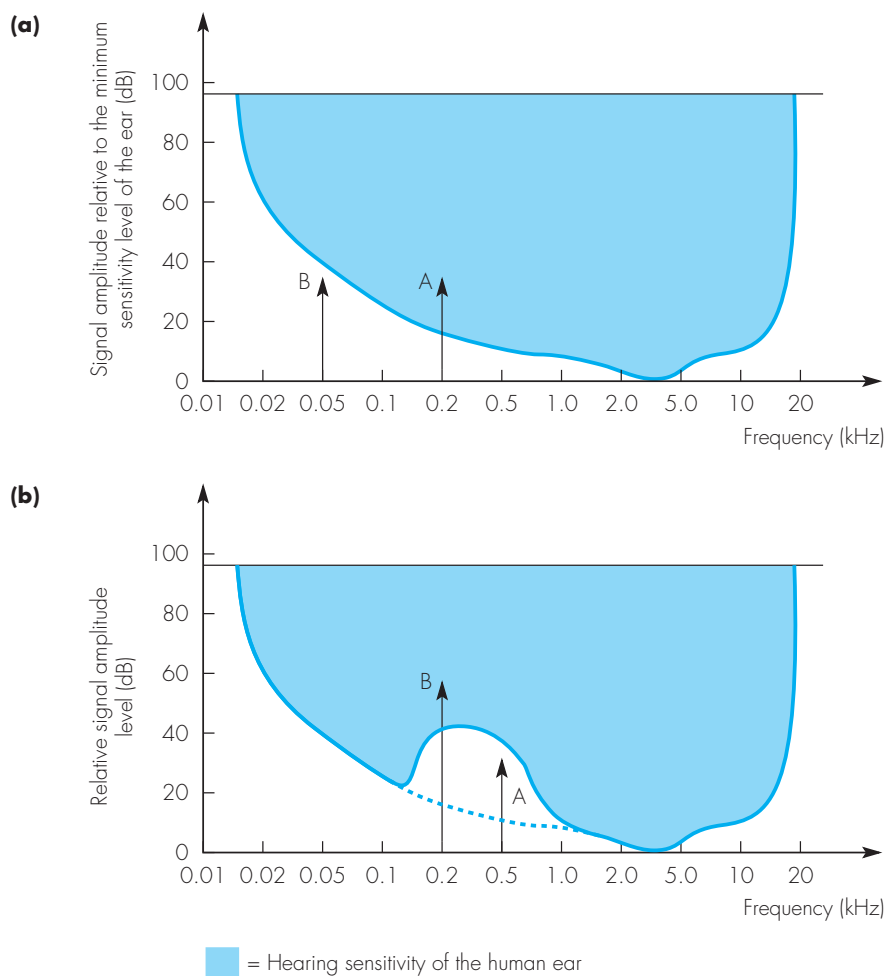 (a)
Signal amplitude relative to the minimum
sensitivity level of the ear (dB)
100
80
60
40
20
0
B
A
0.01 0.02 0.05 0.1 0.2 0.5 1.0 2.0 5.0 10 20
Frequency (kHz)
(b)
Relative signal amplitude
level (dB)
100
80
60
40
20
0
B
A
0.01 0.02 0.05 0.1 0.2 0.5 1.0 2.0 5.0 10 20
Frequency (kHz)
= Hearing sensitivity of the human ear